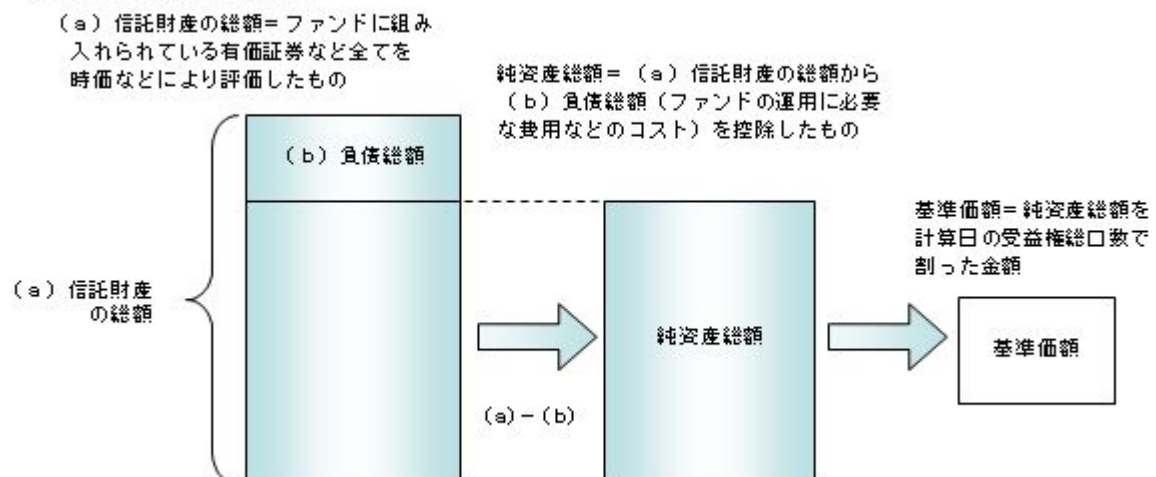 （a）信託財産の総額＝ファンドに組み
入れられている有価証券など全てを
時価などにより評価したもの
純資産総額＝（a）信託財産の総額から
（b）負債総額（ファンドの運用に必要
な費用などのコスト）を控除したもの
（b）負債総額
基準価額＝純資産総額を
計算日の受益権総口数で
割った金額
（a）信託財産
の総額
純資産総額
基準価額
（a）−（b）